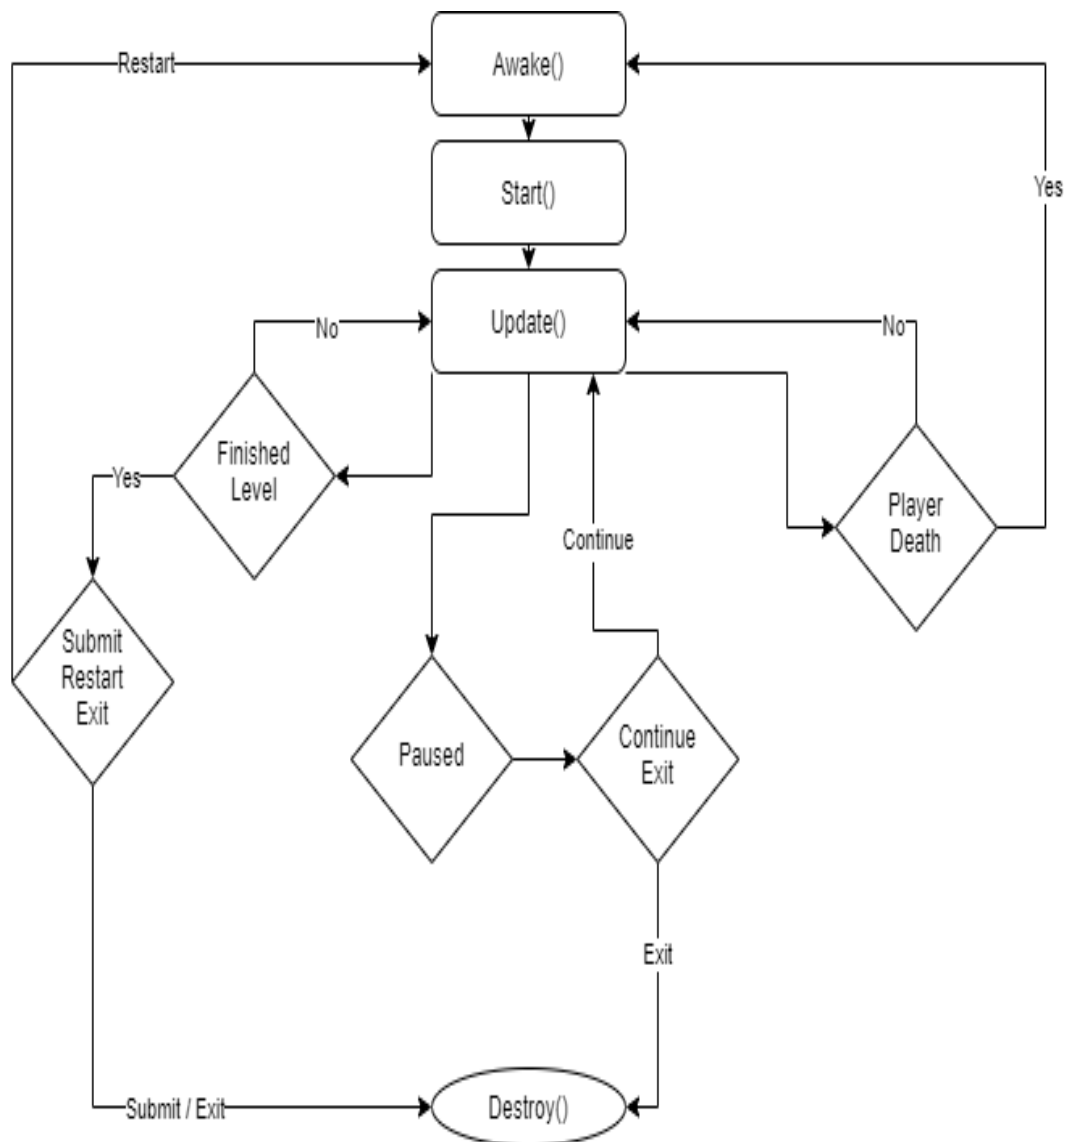 Restart
Awake()
Start()
Yes
Update()
No
No
Finished
Level
Yes
Player
Death
Continue
Submit
Restart
Exit
Paused
Continue
Exit
Exit
Submit / Exit
Destroy()